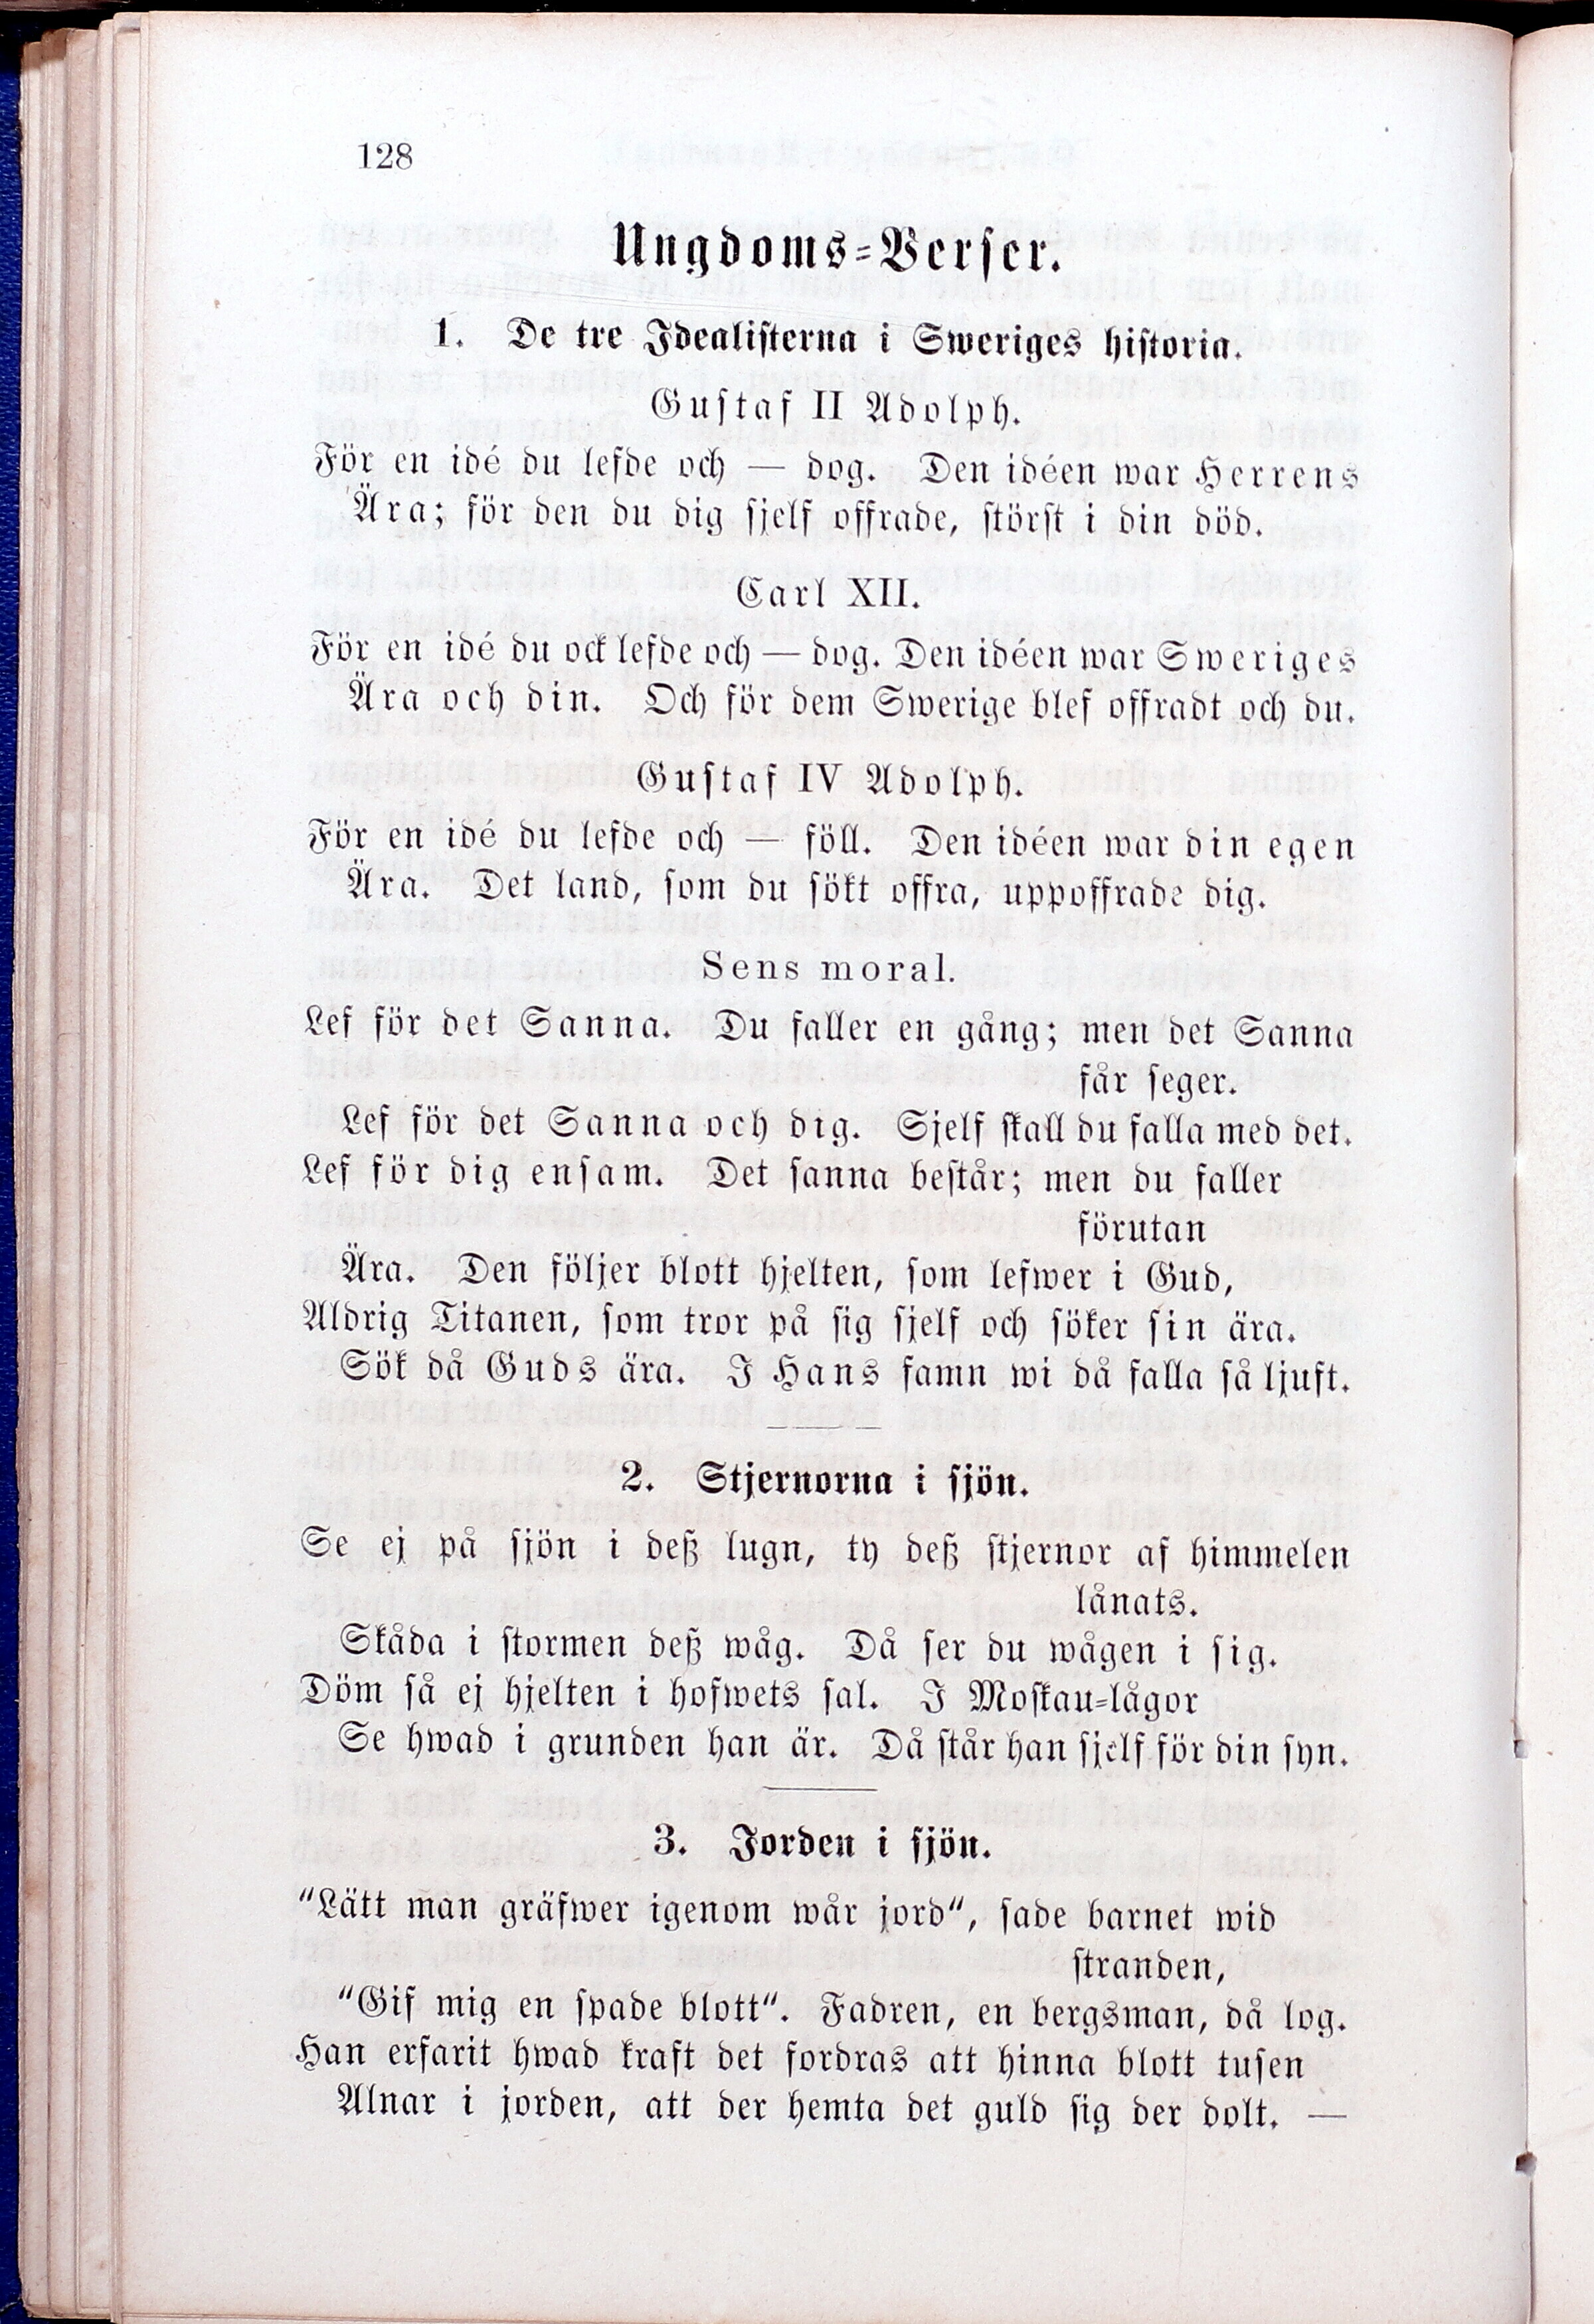 128
Ungdoms-Verser.
1. De tre Idealisterna i Sweriges historia.
Gustaf II Adolph.
För en idé du lefde och — dog. Den idéen war Herrens
Ära; för den du dig sjelf offrade, störst i din död.
Carl XII.
För en idé du ock lefde och — dog. Den idéen war Sweriges
Ära och din. Och för dem Swerige blef offradt och du.
Gustaf IV Adolph.
För en idé du lefde och — föll. Den idéen war din egen
Ära. Det land, som du sökt offra, uppoffrade dig.
Sens moral.
Lef för det Sanna. Du faller en gång; men det Sanna
får seger.
Lef för det Sanna och dig. Sjelf skall du falla med det.
Lef för dig ensam. Det sanna består; men du faller
förutan
Ära. Den följer blott hjelten, som lefwer i Gud,
Aldrig Titanen, som tror på sig sjelf och söker sin ära.
Sök då Guds ära. I Hans famn wi då falla så ljuft.
2. Stjernorna i sjön.
Se ej på sjön i deß lugn, ty deß stjernor af himmelen
lånats.
Skåda i stormen deß wåg. Då ser du wågen i sig.
Döm så ej hjelten i hofwets sal. I Moskau-lågor
Se hwad i grunden han är. Då står han sjelf för din syn.
3. Jorden i sjön.
"Lätt man gräfwer igenom wår jord", sade barnet wid
stranden,
"Gif mig en spade blott". Fadren, en bergsman, då log.
Han erfarit hwad kraft det fordras att hinna blott tusen
Alnar i jorden, att der hemta det guld sig der dolt. —